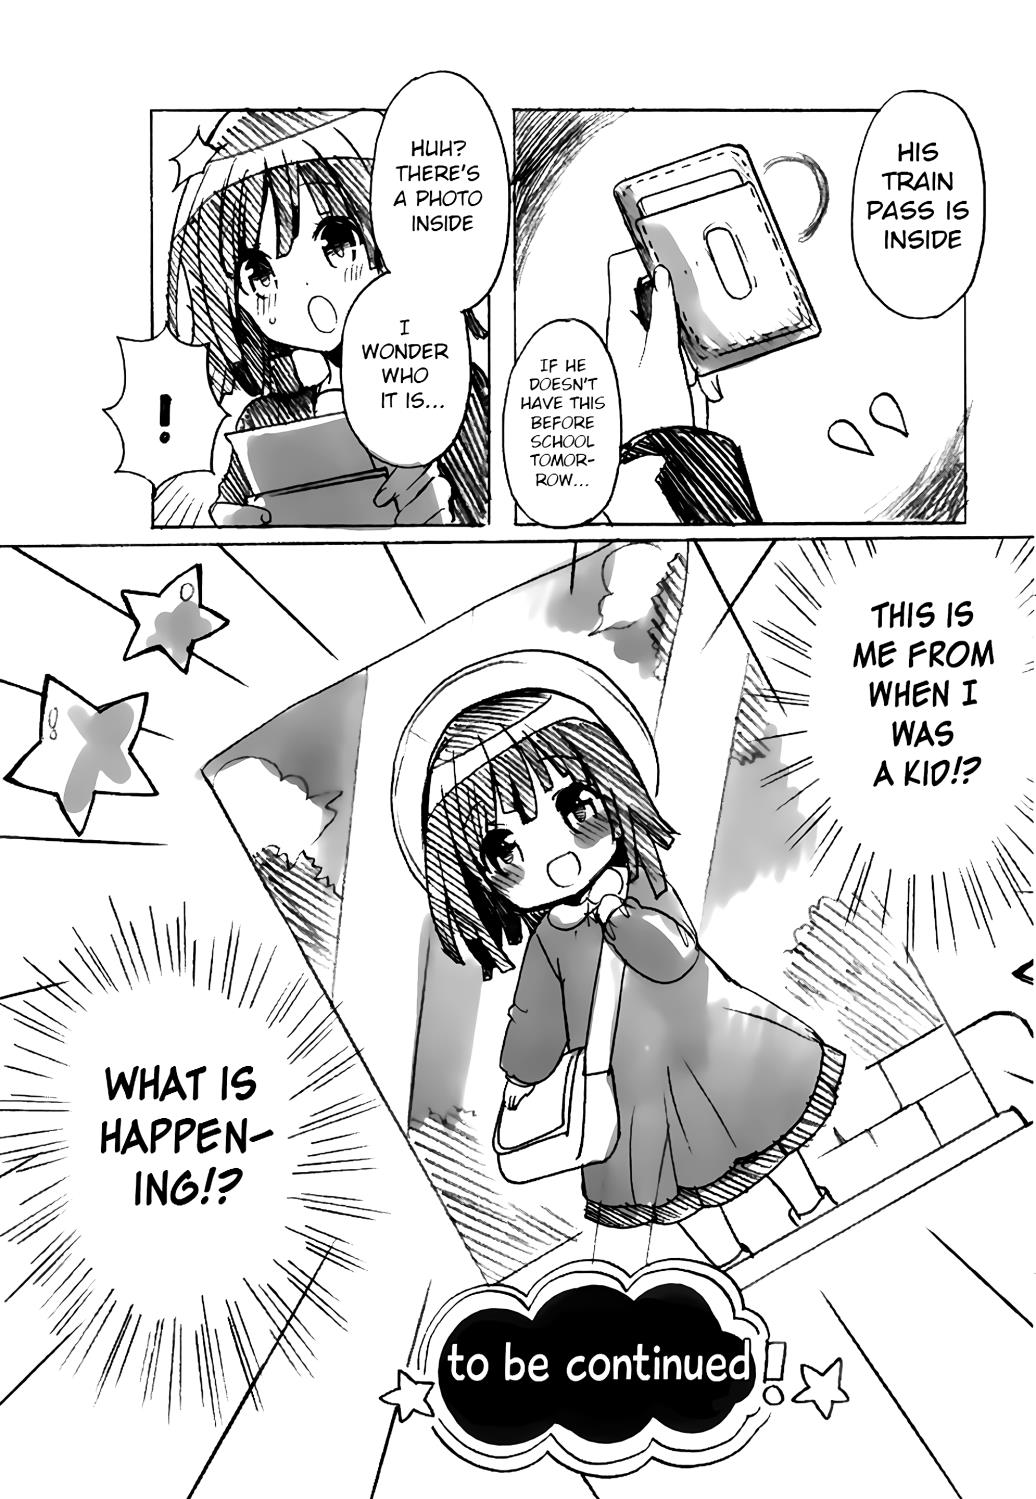 HIS
TRAIN
PASS IS
INSIDE
IF HE
DOESN'T
HAVE THIS
BEFORE
SCHOOL
TOMOR-
ROW...
HUH?
THERE'S
A PHOTO
INSIDE
I
WONDER
WHO
IT IS...
!
THIS IS
ME FROM
WHEN I
WAS
A KID!?
WHAT IS
HAPPEN-
ING!?
to be continued!